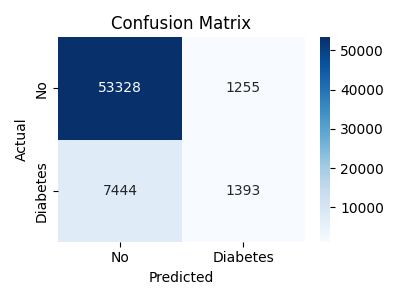 Confusion Matrix
Actual
No
53328
1255
Diabetes
7444
1393
No
Diabetes
Predicted
50000
40000
30000
20000
10000